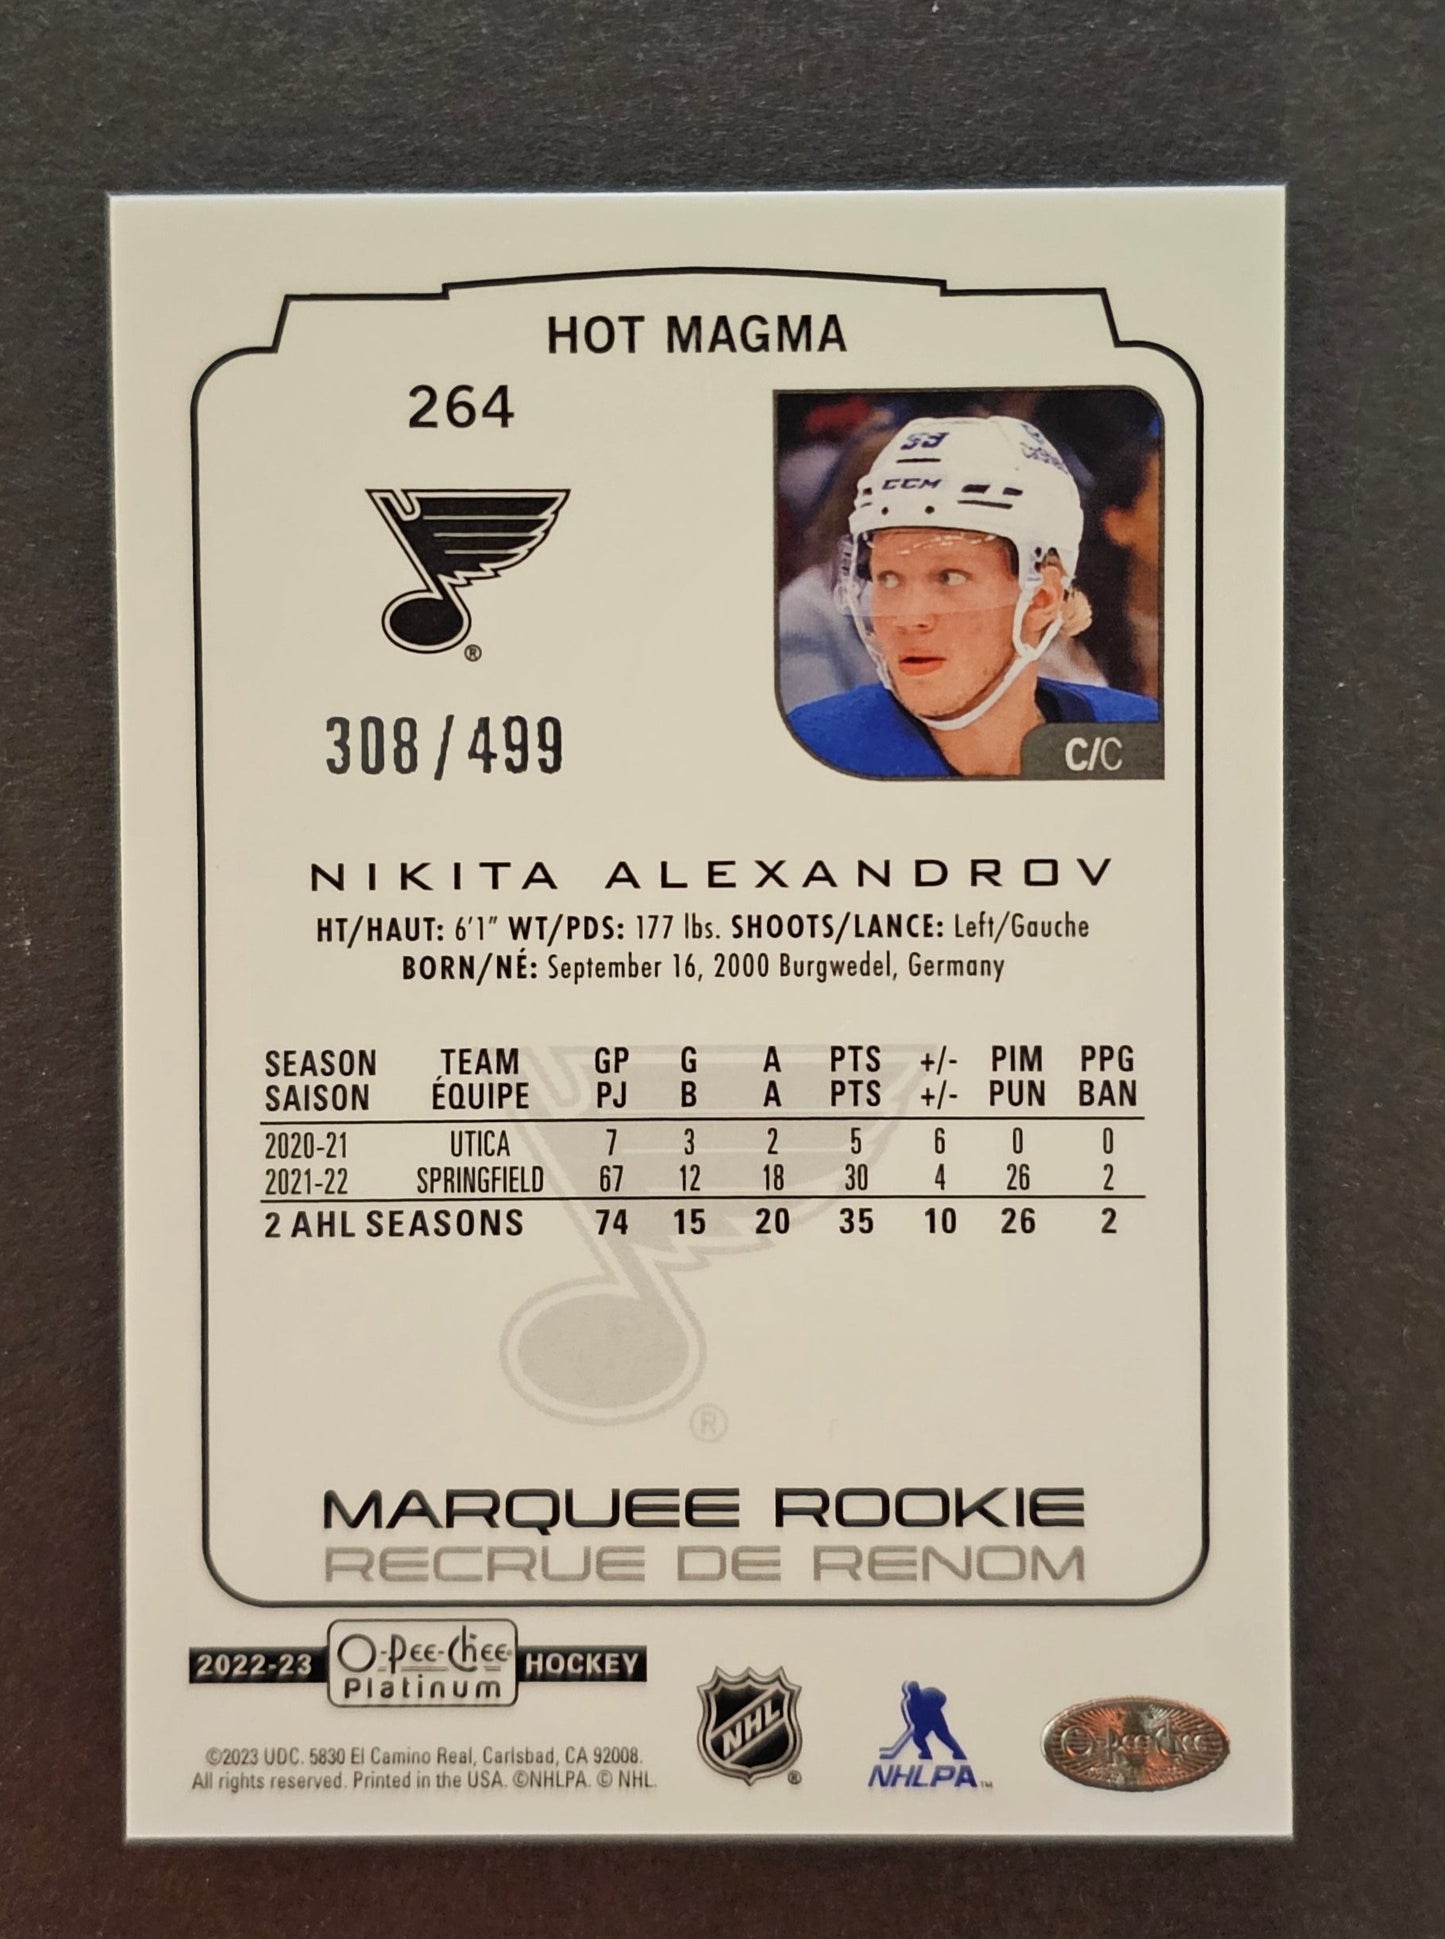 HOT MAGMA
264
59
CCM
®
308/499
C/C
NIKITA ALEXANDROV
HT/HAUT: 6'1" WT/PDS: 177 lbs. SHOOTS/LANCE: Left/Gauche
BORN/NÉ: September 16, 2000 Burgwedel, Germany
SEASON TEAM GP G A PTS +/- PIM PPG
SAISON ÉQUIPE PJ B A PTS +/- PUN BAN
2020-21 UTICA 7 3 2 5 6 0 0
2021-22 SPRINGFIELD 67 12 18 30 4 26 2
2 AHL SEASONS 74 15 20 35 10 26 2
®
MARQUEE ROOKIE
RECRUE DE RENOM
2022-23 O-Pee-Chee Platinum HOCKEY
©2023 UDC. 5830 El Camino Real, Carlsbad, CA 92008.
All rights reserved. Printed in the USA. ©NHLPA. © NHL.
NHL ®
NHLPA™
O-Pee-Chee